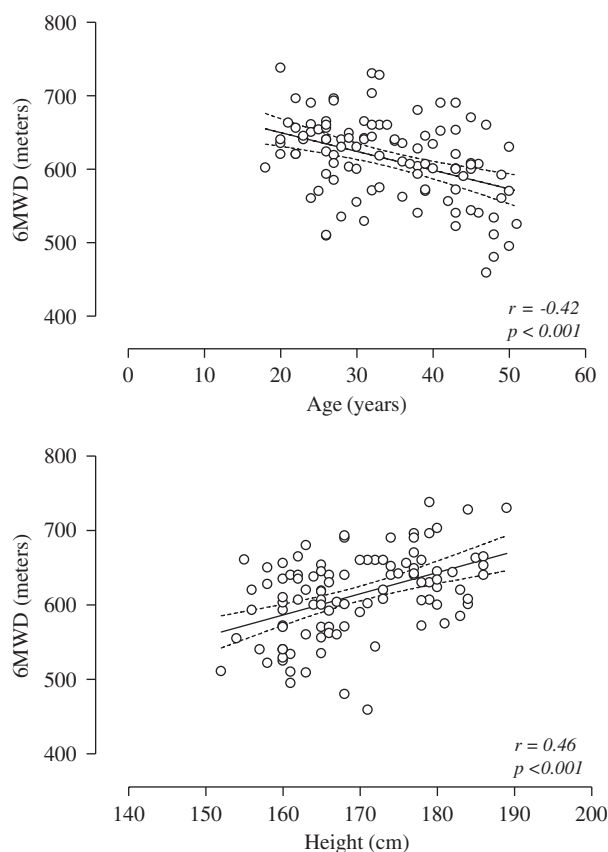 800
700
600
500
400
6MWD (meters)
r = -0.42
p < 0.001
0 10 20 30 40 50 60
Age (years)
800
700
600
500
400
6MWD (meters)
r = 0.46
p <0.001
140 150 160 170 180 190 200
Height (cm)